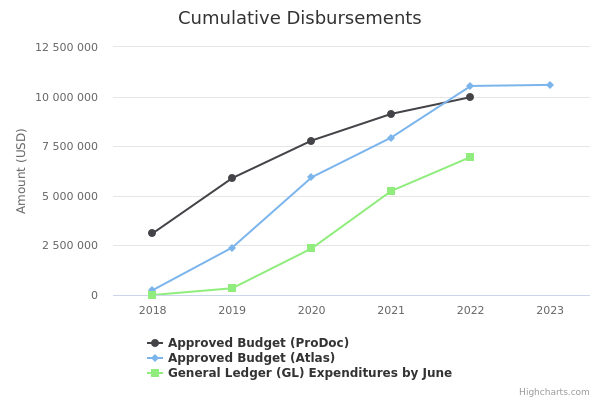 Cumulative Disbursements
Amount (USD)
12 500 000
10 000 000
7 500 000
5 000 000
2 500 000
0
2018 2019 2020 2021 2022 2023
Approved Budget (ProDoc)
Approved Budget (Atlas)
General Ledger (GL) Expenditures by June
Highcharts.com